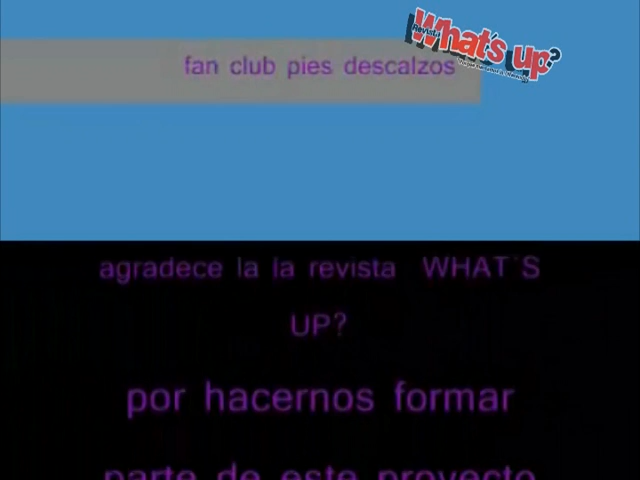 Revista
What's up?
fan club pies descalzos
agradece la la revista WHAT´S
UP?
por hacernos formar
parte de este proyecto